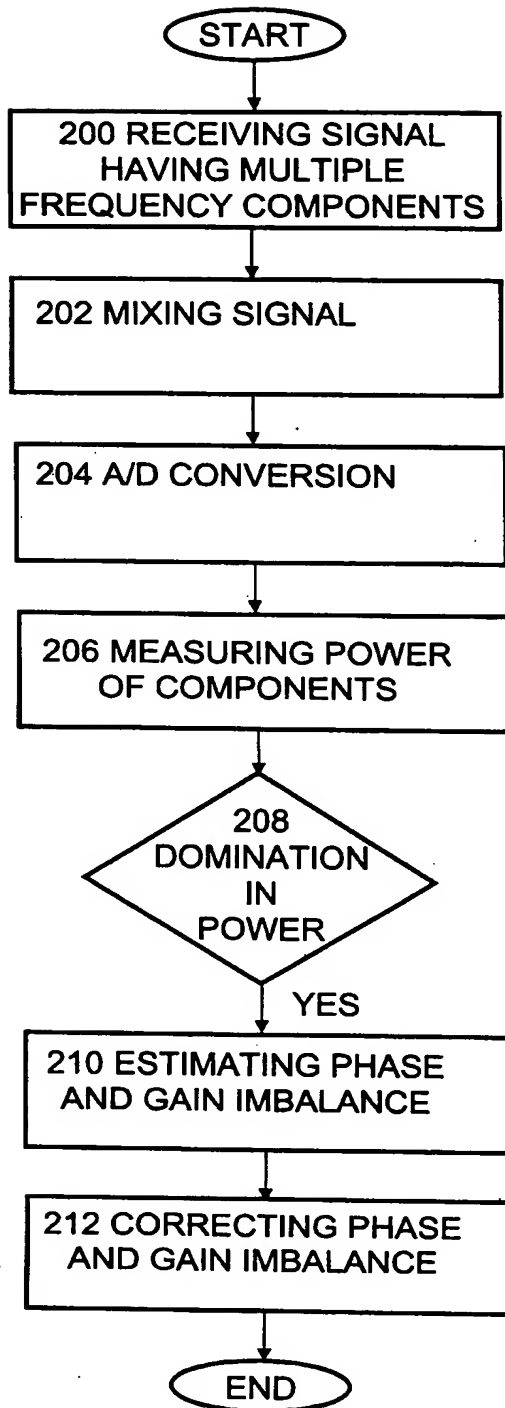 START
200 RECEIVING SIGNAL
HAVING MULTIPLE
FREQUENCY COMPONENTS
202 MIXING SIGNAL
204 A/D CONVERSION
206 MEASURING POWER
OF COMPONENTS
208
DOMINATION
IN
POWER
YES
210 ESTIMATING PHASE
AND GAIN IMBALANCE
212 CORRECTING PHASE
AND GAIN IMBALANCE
END